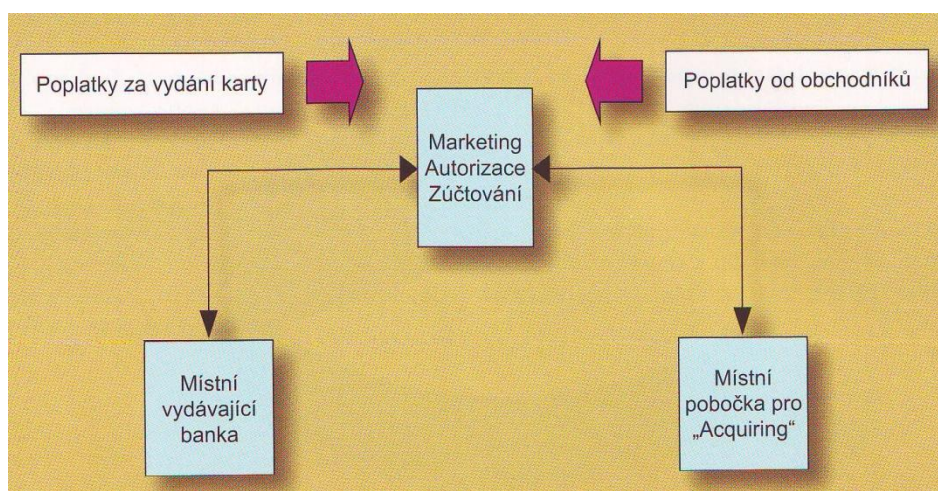 Poplatky za vydání karty
Poplatky od obchodníků
Marketing
Autorizace
Zúčtování
Místní
vydávající
banka
Místní
pobočka pro
„Acquiring“